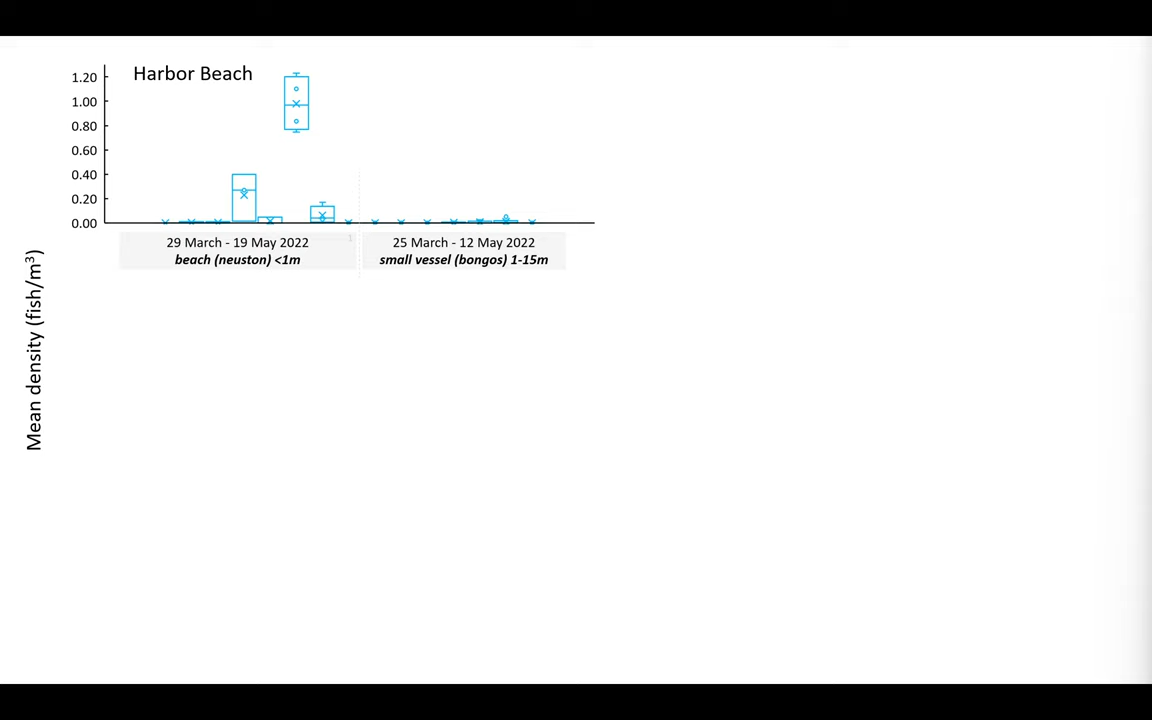 Harbor Beach
1.20
1.00
0.80
0.60
0.40
0.20
0.00
29 March - 19 May 2022
beach (neuston) <1m
25 March - 12 May 2022
small vessel (bongos) 1-15m
Mean density (fish/m³)